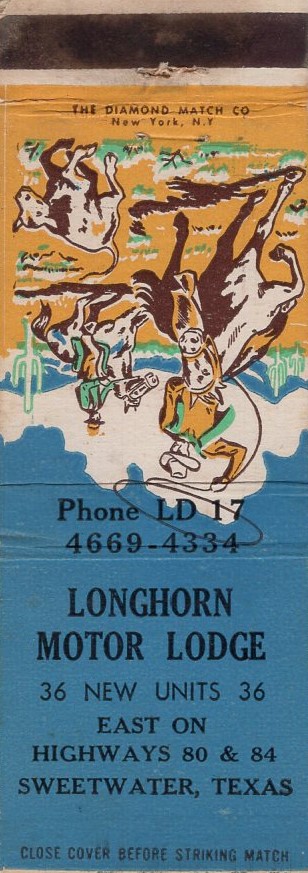 THE DIAMOND MATCH CO
New York, N.Y
Phone LD 17
4669-4334
LONGHORN
MOTOR LODGE
36 NEW UNITS 36
EAST ON
HIGHWAYS 80 & 84
SWEETWATER, TEXAS
CLOSE COVER BEFORE STRIKING MATCH